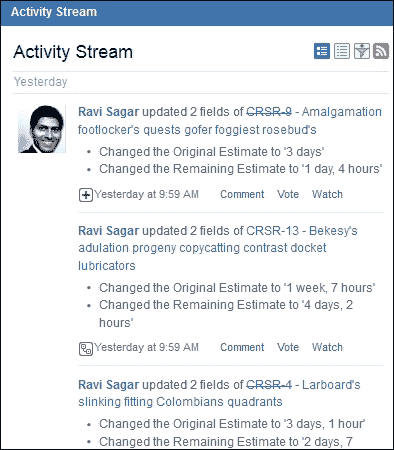 Activity Stream
Activity Stream
Yesterday
Ravi Sagar updated 2 fields of CRSR-9 - Amalgamation
footlocker's quests gofer foggiest rosebud's
• Changed the Original Estimate to '3 days'
• Changed the Remaining Estimate to '1 day, 4 hours'
Yesterday at 9:59 AM Comment Vote Watch
Ravi Sagar updated 2 fields of CRSR-13 - Bekesy's
adulation progeny copycatting contrast docket
lubricators
• Changed the Original Estimate to '1 week, 7 hours'
• Changed the Remaining Estimate to '4 days, 2
hours'
Yesterday at 9:59 AM Comment Vote Watch
Ravi Sagar updated 2 fields of CRSR-4 - Larboard's
slinking fitting Colombians quadrants
• Changed the Original Estimate to '3 days, 1 hour'
• Changed the Remaining Estimate to '2 days, 7